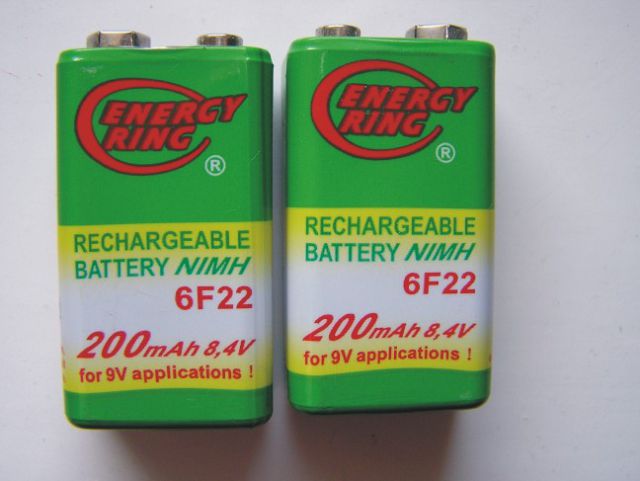 ENERGY
RING
®
RECHARGEABLE
BATTERY NIMH
6F22
200mAh 8,4V
for 9V applications !
ENERGY
RING
®
RECHARGEABLE
BATTERY NIMH
6F22
200mAh 8,4V
for 9V applications !